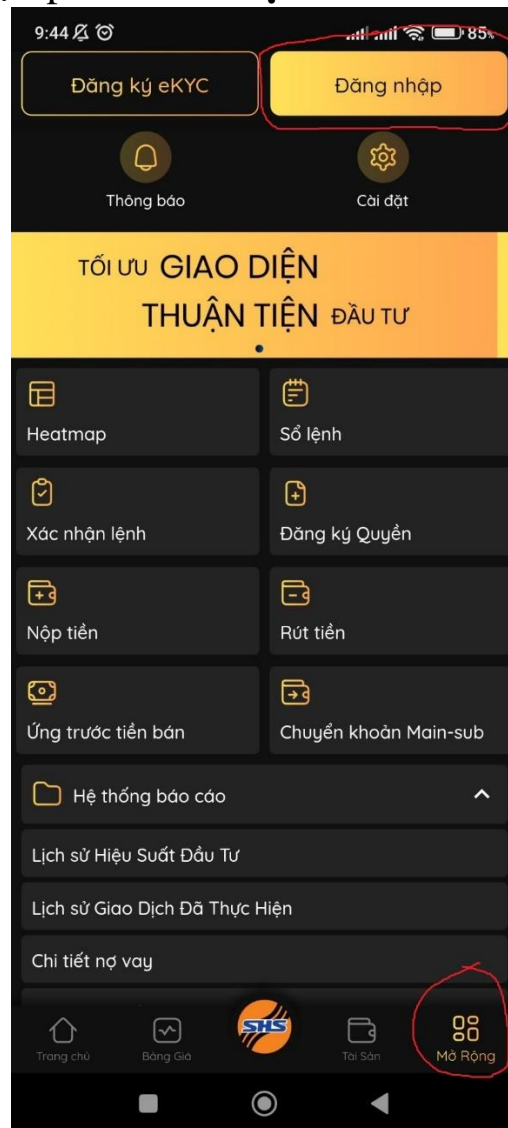 9:44 85%
Đăng ký eKYC Đăng nhập
Thông báo Cài đặt
TỐI ƯU GIAO DIỆN
THUẬN TIỆN ĐẦU TƯ
Heatmap Sổ lệnh
Xác nhận lệnh Đăng ký Quyền
Nộp tiền Rút tiền
Ứng trước tiền bán Chuyển khoản Main-sub
Hệ thống báo cáo
Lịch sử Hiệu Suất Đầu Tư
Lịch sử Giao Dịch Đã Thực Hiện
Chi tiết nợ vay
SHS
Trang chủ Bảng Giá Tài Sản Mở Rộng